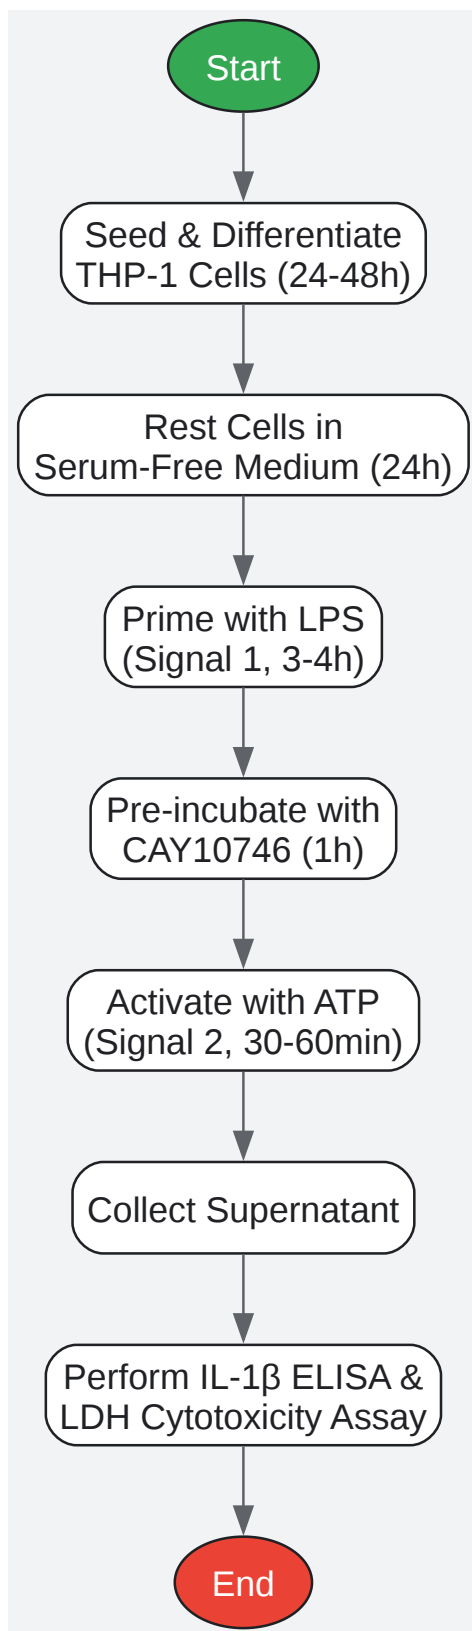 Start
Seed & Differentiate
THP-1 Cells (24-48h)
Rest Cells in
Serum-Free Medium (24h)
Prime with LPS
(Signal 1, 3-4h)
Pre-incubate with
CAY10746 (1h)
Activate with ATP
(Signal 2, 30-60min)
Collect Supernatant
Perform IL-1β ELISA &
LDH Cytotoxicity Assay
End